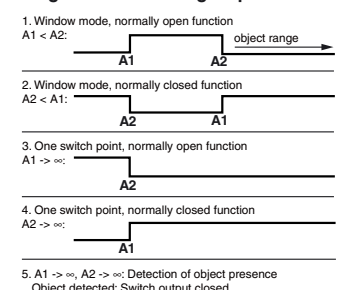 1. Window mode, normally open function
A1 < A2:
object range
A1 A2
2. Window mode, normally closed function
A2 < A1:
A2 A1
3. One switch point, normally open function
A1 -> ∞:
A2
4. One switch point, normally closed function
A2 -> ∞:
A1
5. A1 -> ∞, A2 -> ∞: Detection of object presence
Object detected: Switch output closed